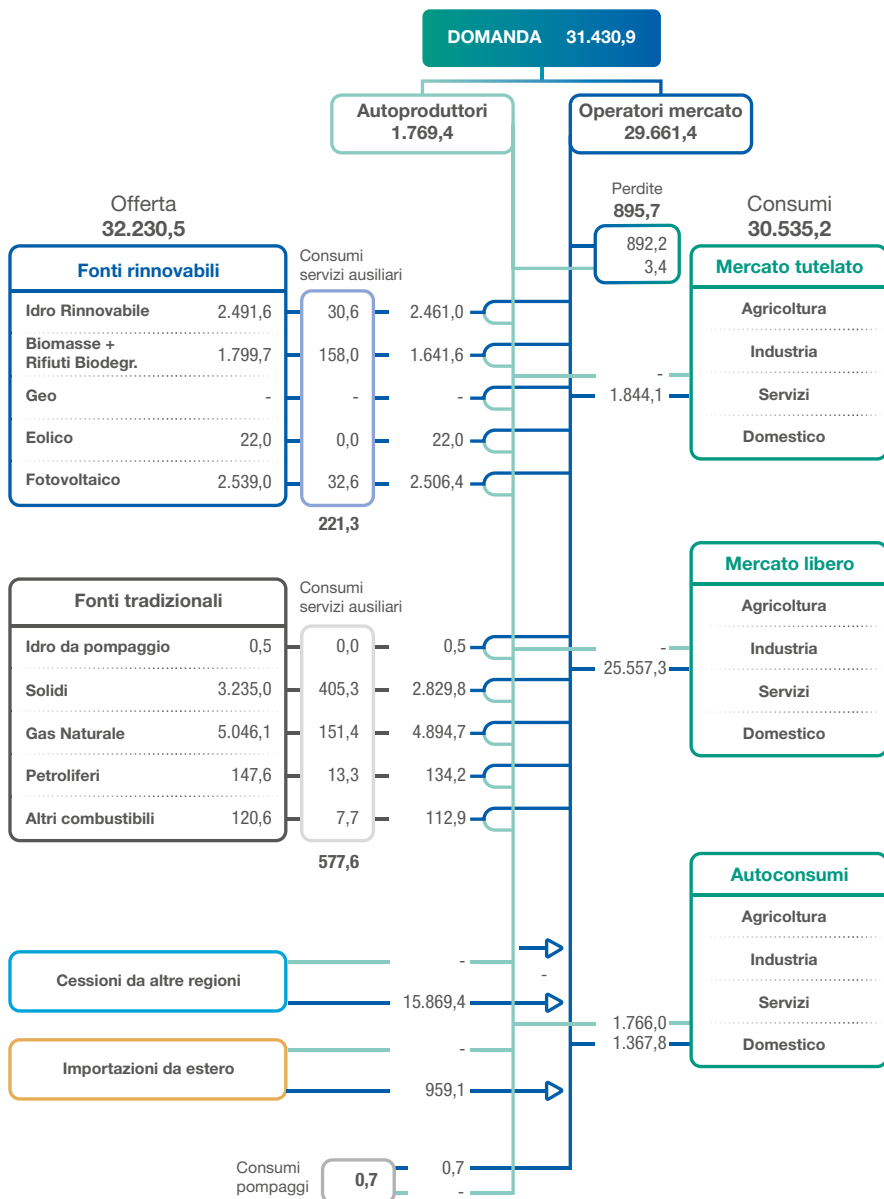 DOMANDA 31.430,9
Autoproduttori
1.769,4
Operatori mercato
29.661,4
Offerta
32.230,5
Perdite
895,7
892,2
3,4
Consumi
30.535,2
Fonti rinnovabili
Consumi
servizi ausiliari
Idro Rinnovabile 2.491,6 30,6 2.461,0
Biomasse +
Rifiuti Biodegr. 1.799,7 158,0 1.641,6
Geo - - -
Eolico 22,0 0,0 22,0
Fotovoltaico 2.539,0 32,6 2.506,4
221,3
Mercato tutelato
Agricoltura
Industria
-
1.844,1
Servizi
Domestico
Fonti tradizionali
Consumi
servizi ausiliari
Idro da pompaggio 0,5 0,0 0,5
Solidi 3.235,0 405,3 2.829,8
Gas Naturale 5.046,1 151,4 4.894,7
Petroliferi 147,6 13,3 134,2
Altri combustibili 120,6 7,7 112,9
577,6
Mercato libero
Agricoltura
Industria
-
25.557,3
Servizi
Domestico
Autoconsumi
Agricoltura
Industria
Servizi
1.766,0
1.367,8
Domestico
Cessioni da altre regioni
-
-
15.869,4
Importazioni da estero
-
959,1
Consumi
pompaggi
0,7
0,7
-